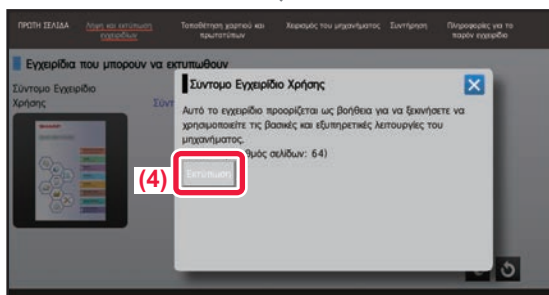 ΠΡΩΤΗ ΣΕΛΙΔΑ
Λήψη και εκτύπωση
εγχειριδίων
Τοποθέτηση χαρτιού και
πρωτοτύπων
Χειρισμός του μηχανήματος
Συντήρηση
Πληροφορίες για το
παρόν εγχειρίδιο
Εγχειρίδια που μπορούν να εκτυπωθούν
Σύντομο Εγχειρίδιο
Χρήσης
Σύντ
Σύντομο Εγχειρίδιο Χρήσης
Αυτό το εγχειρίδιο προορίζεται ως βοήθεια για να ξεκινήσετε να
χρησιμοποιείτε τις βασικές και εξυπηρετικές λειτουργίες του
μηχανήματος.
θμός σελίδων: 64)
(4)
Εκτύπωση